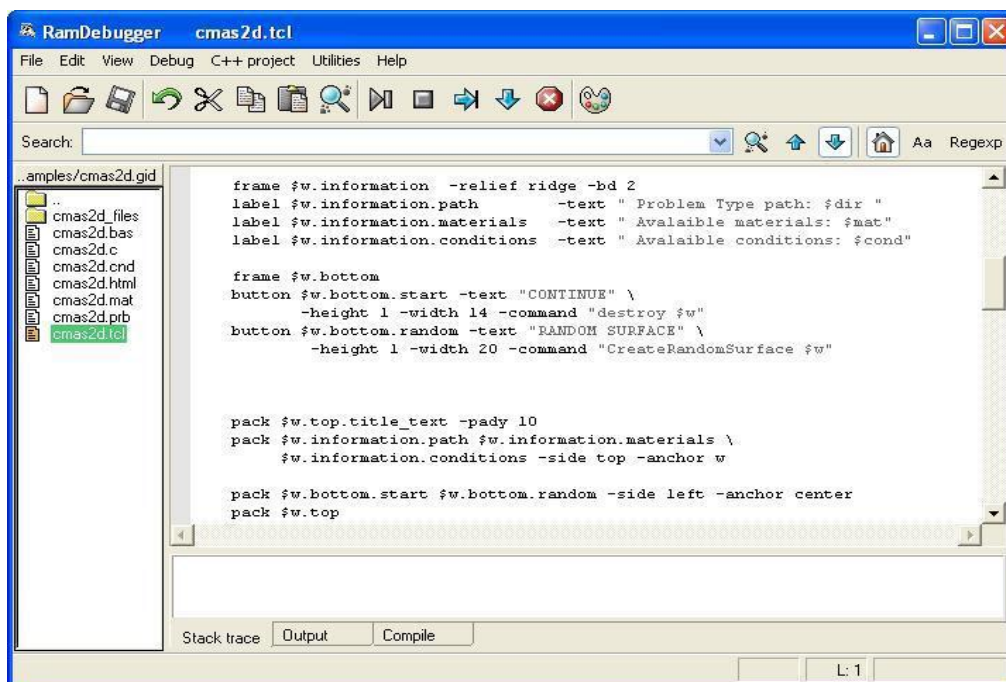 RamDebugger cmas2d.tcl
File Edit View Debug C++ project Utilities Help
Search: Aa Regexp
..amples/cmas2d.gid
..
cmas2d_files
cmas2d.bas
cmas2d.c
cmas2d.cnd
cmas2d.html
cmas2d.mat
cmas2d.prb
cmas2d.tcl
frame $w.information -relief ridge -bd 2
label $w.information.path -text " Problem Type path: $dir "
label $w.information.materials -text " Avalaible materials: $mat"
label $w.information.conditions -text " Avalaible conditions: $cond"
frame $w.bottom
button $w.bottom.start -text "CONTINUE" \
-height 1 -width 14 -command "destroy $w"
button $w.bottom.random -text "RANDOM SURFACE" \
-height 1 -width 20 -command "CreateRandomSurface $w"
pack $w.top.title_text -pady 10
pack $w.information.path $w.information.materials \
$w.information.conditions -side top -anchor w
pack $w.bottom.start $w.bottom.random -side left -anchor center
pack $w.top
Stack trace Output Compile
L: 1